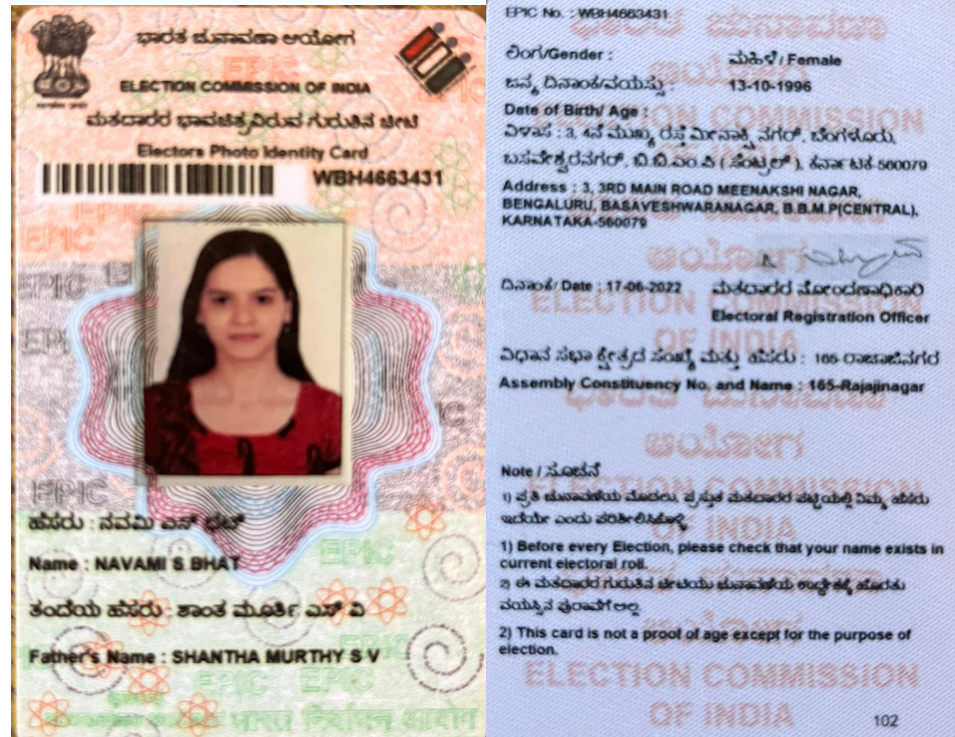 ಭಾರತ ಚುನಾವಣಾ ಆಯೋಗ
ELECTION COMMISSION OF INDIA
ಮತದಾರರ ಭಾವಚಿತ್ರವಿರುವ ಗುರುತಿನ ಚೀಟಿ
Electors Photo Identity Card
WBH4663431
ಹೆಸರು : ನವಮಿ ಎಸ್ ಭಟ್
Name : NAVAMI S BHAT
ತಂದೆಯ ಹೆಸರು : ಶಾಂತ ಮೂರ್ತಿ ಎಸ್ ವಿ
Father's Name : SHANTHA MURTHY S V
भारत निर्वाचन आयोग
EPIC No. : WBH4663431
ಲಿಂಗ/Gender : ಮಹಿಳೆ/ Female
ಜನ್ಮ ದಿನಾಂಕ/ವಯಸ್ಸು : 13-10-1996
Date of Birth/ Age :
ವಿಳಾಸ : 3, 4ನೆ ಮುಖ್ಯ ರಸ್ತೆ ಮೀನಾಕ್ಷಿ ನಗರ್, ಬೆಂಗಳೂರು,
ಬಸವೇಶ್ವರನಗರ್, ಬಿ.ಬಿ.ಎಂ.ಪಿ ( ಸೆಂಟ್ರಲ್ ), ಕರ್ನಾಟಕ-560079
Address : 3, 3RD MAIN ROAD MEENAKSHI NAGAR,
BENGALURU, BASAVESHWARANAGAR, B.B.M.P(CENTRAL),
KARNATAKA-560079
ದಿನಾಂಕ/ Date : 17-06-2022 ಮತದಾರರ ನೋಂದಣಾಧಿಕಾರಿ
Electoral Registration Officer
ವಿಧಾನ ಸಭಾ ಕ್ಷೇತ್ರದ ಸಂಖ್ಯೆ ಮತ್ತು ಹೆಸರು : 165-ರಾಜಾಜಿನಗರ
Assembly Constituency No. and Name : 165-Rajajinagar
Note / ಸೂಚನೆ
1) ಪ್ರತಿ ಚುನಾವಣೆಯ ಮೊದಲು, ಪ್ರಸ್ತುತ ಮತದಾರರ ಪಟ್ಟಿಯಲ್ಲಿ ನಿಮ್ಮ ಹೆಸರು
ಇದೆಯೇ ಎಂದು ಪರಿಶೀಲಿಸಿಕೊಳ್ಳಿ
1) Before every Election, please check that your name exists in
current electoral roll.
2) ಈ ಮತದಾರರ ಗುರುತಿನ ಚೀಟಿಯು ಚುನಾವಣೆಯ ಉದ್ದೇಶಕ್ಕೆ ಹೊರತು
ವಯಸ್ಸಿನ ಪುರಾವೆಗೆ ಅಲ್ಲ
2) This card is not a proof of age except for the purpose of
election.
102